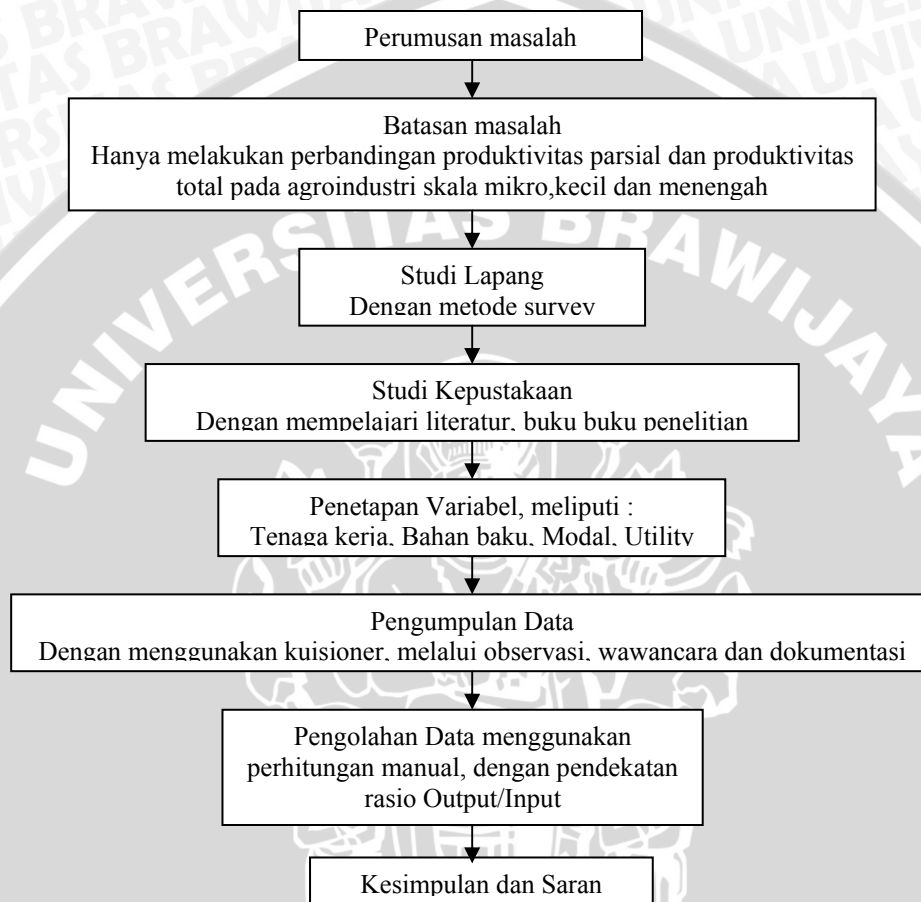 Perumusan masalah
Batasan masalah
Hanya melakukan perbandingan produktivitas parsial dan produktivitas
total pada agroindustri skala mikro,kecil dan menengah
UNIVERSITAS BRAWIJAYA
Studi Lapang
Dengan metode survey
Studi Kepustakaan
Dengan mempelajari literatur, buku buku penelitian
Penetapan Variabel, meliputi :
Tenaga kerja, Bahan baku, Modal, Utility
Pengumpulan Data
Dengan menggunakan kuisioner, melalui observasi, wawancara dan dokumentasi
Pengolahan Data menggunakan
perhitungan manual, dengan pendekatan
rasio Output/Input
Kesimpulan dan Saran